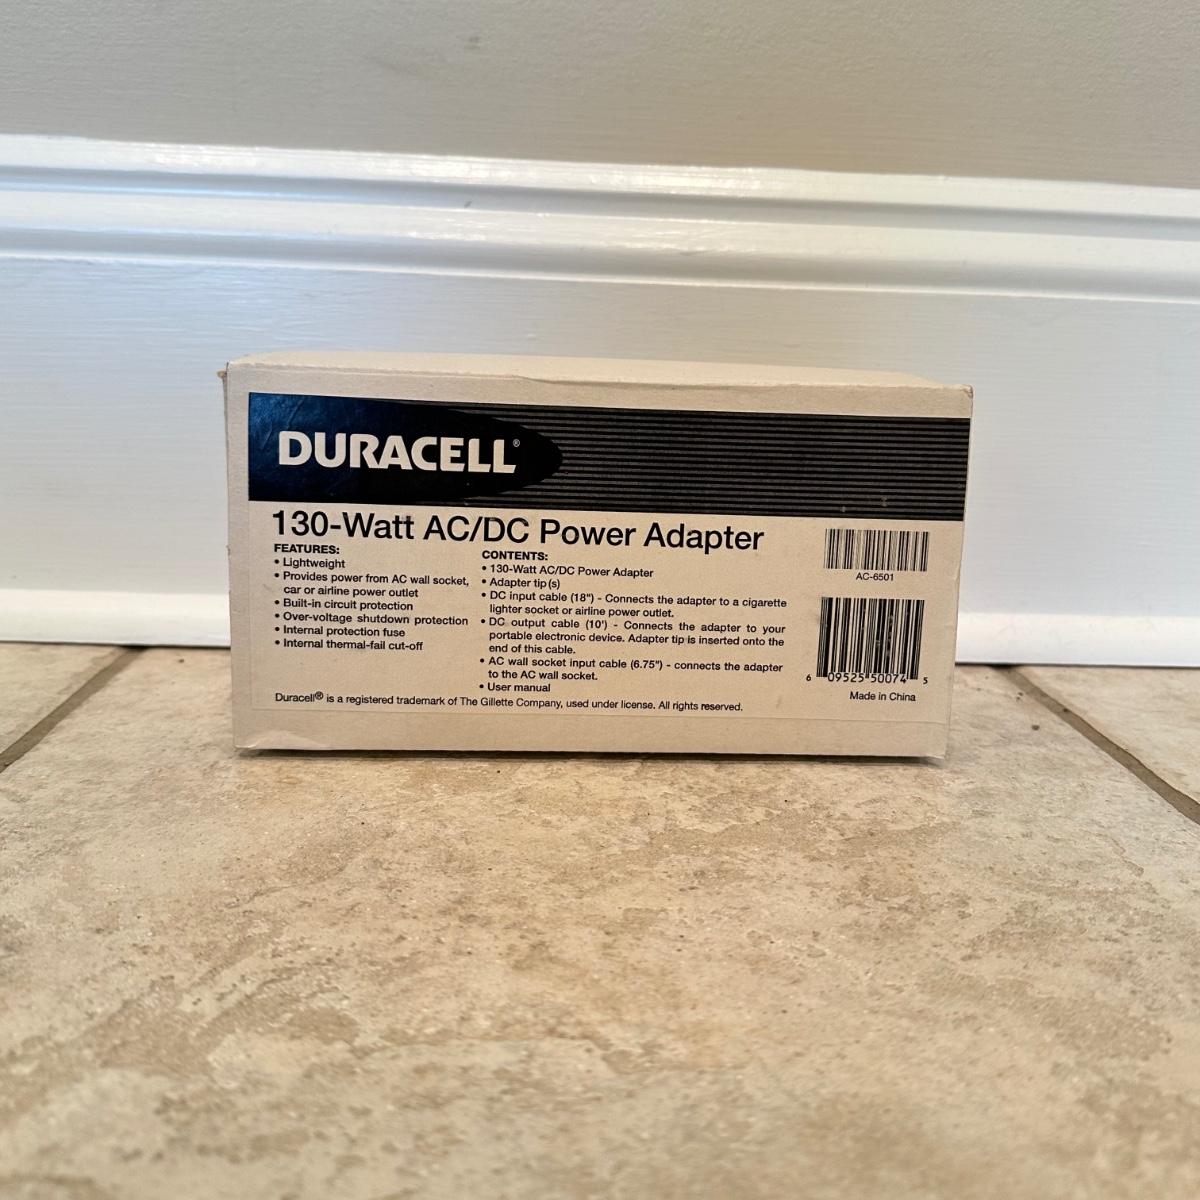 DURACELL®
130-Watt AC/DC Power Adapter
FEATURES:
• Lightweight
• Provides power from AC wall socket,
car or airline power outlet
• Built-in circuit protection
• Over-voltage shutdown protection
• Internal protection fuse
• Internal thermal-fail cut-off
CONTENTS:
• 130-Watt AC/DC Power Adapter
• Adapter tip(s)
• DC input cable (18") - Connects the adapter to a cigarette
lighter socket or airline power outlet.
• DC output cable (10') - Connects the adapter to your
portable electronic device. Adapter tip is inserted onto the
end of this cable.
• AC wall socket input cable (6.75") - connects the adapter
to the AC wall socket.
• User manual
Duracell® is a registered trademark of The Gillette Company, used under license. All rights reserved.
AC-6501
6 09525 50074 5
Made in China